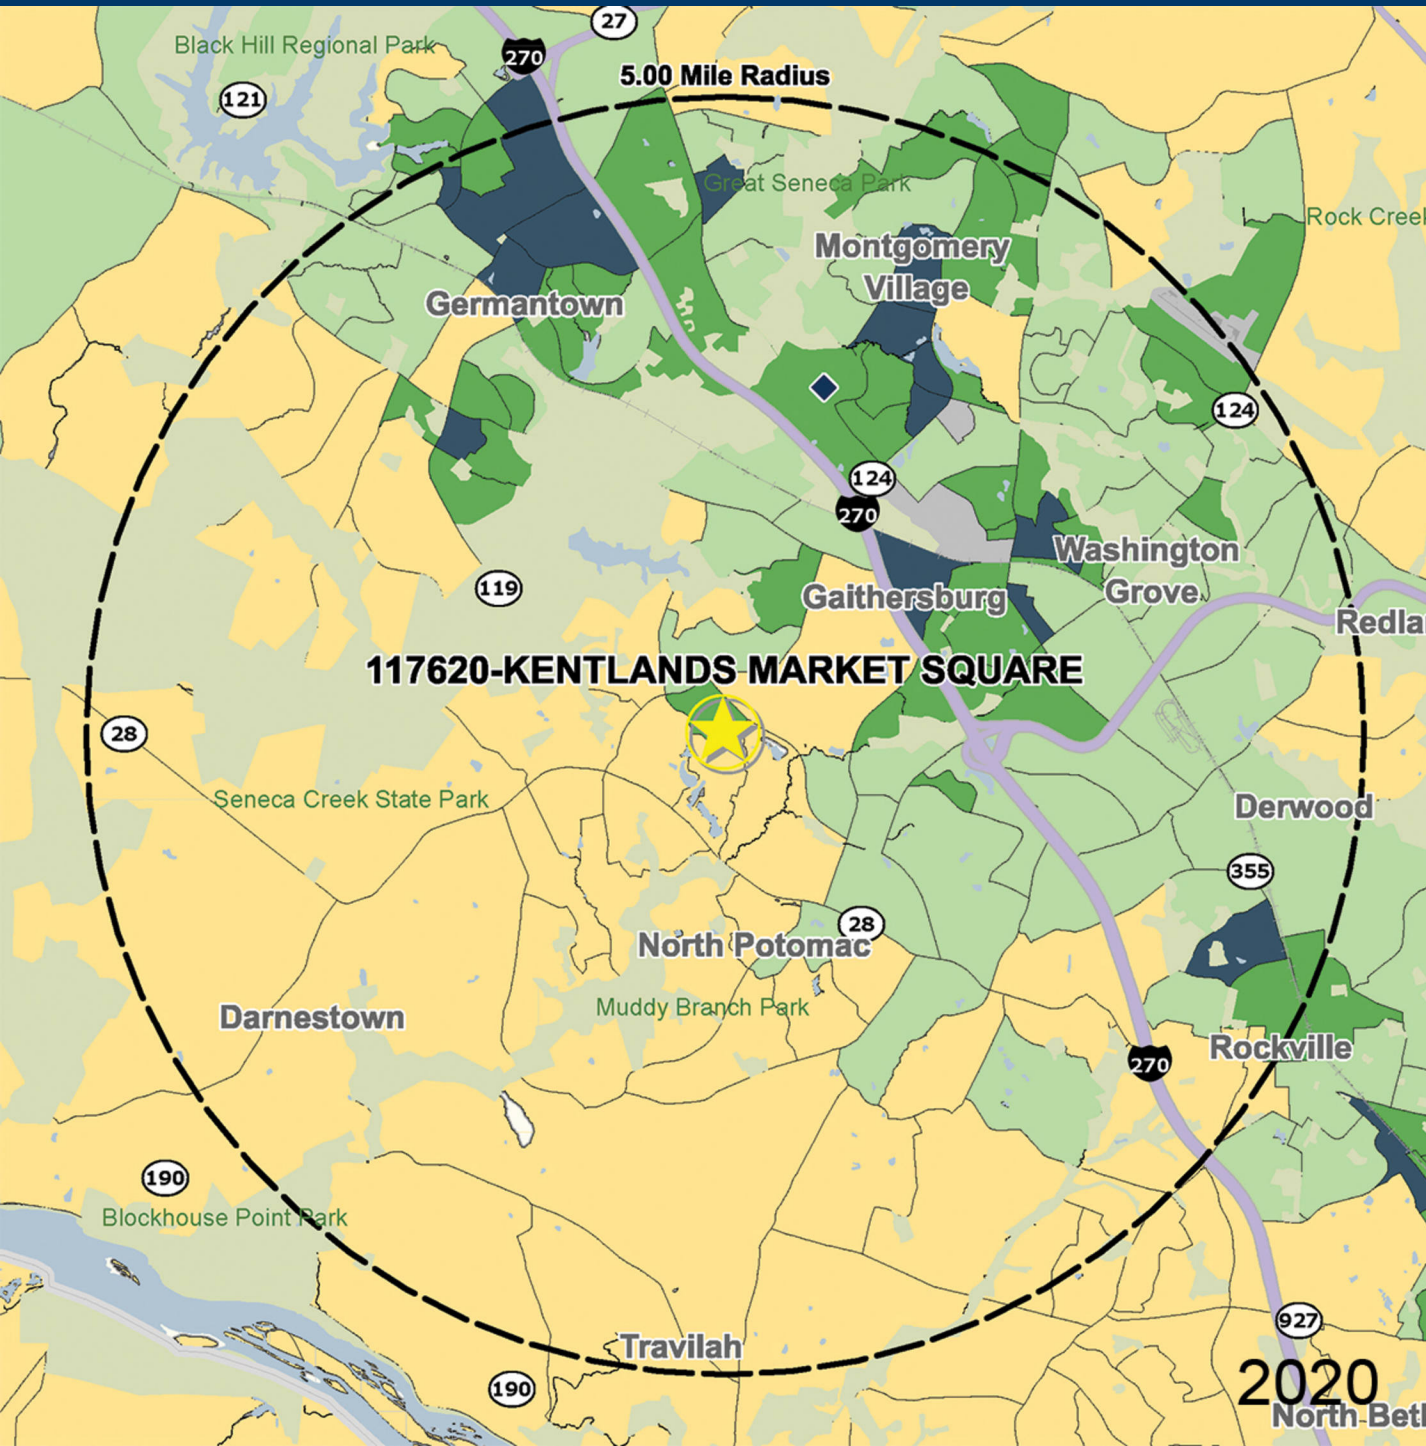 27
Black Hill Regional Park
270
5.00 Mile Radius
121
Great Seneca Park
Rock Creek
Montgomery
Village
Germantown
124
124
270
Washington
Grove
119
Gaithersburg
Redla
117620-KENTLANDS MARKET SQUARE
28
Seneca Creek State Park
Derwood
355
28
North Potomac
Muddy Branch Park
Darnestown
Rockville
270
190
Blockhouse Point Park
927
Travilah
190
2020
North Bet